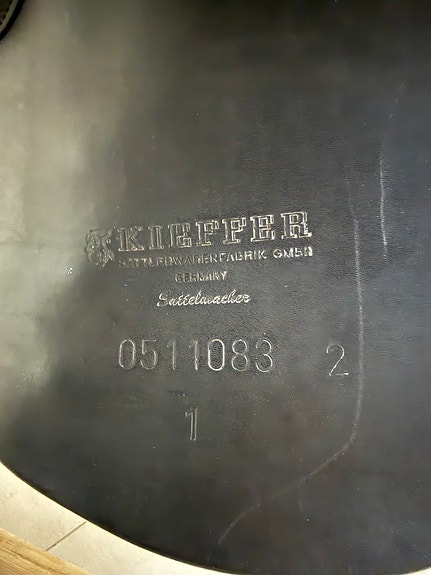 KIEFFER
SATTLERWARENFABRIK GMBH
GERMANY
Sattelmacher
0511083 2
1